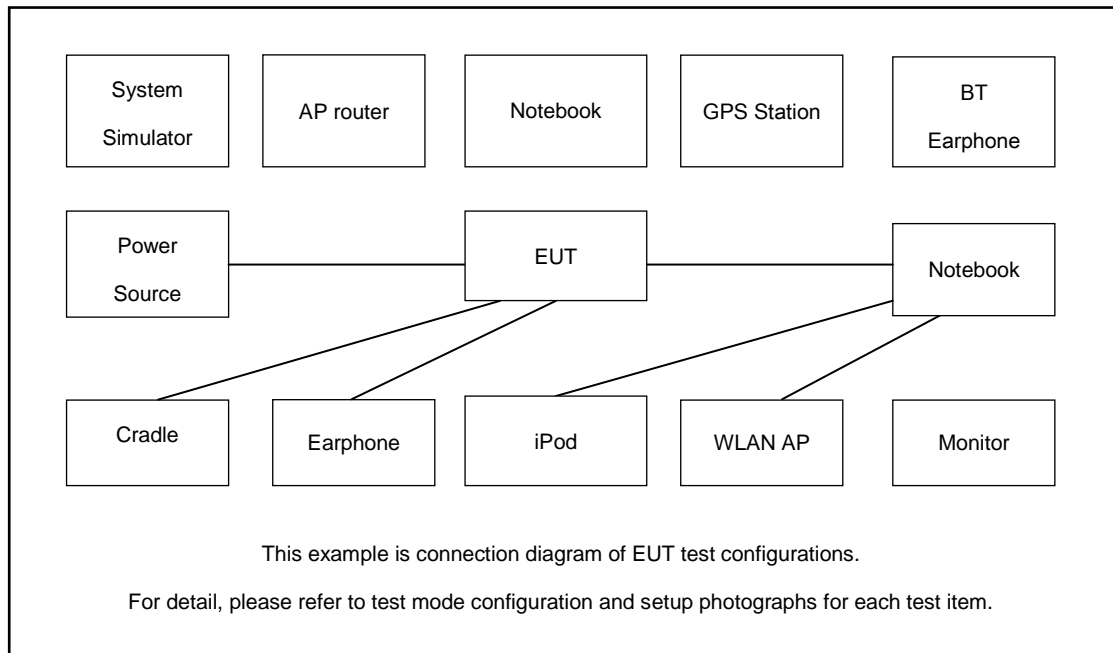 System
Simulator
AP router
Notebook
GPS Station
BT
Earphone
Power
Source
EUT
Notebook
Cradle
Earphone
iPod
WLAN AP
Monitor
This example is connection diagram of EUT test configurations.
For detail, please refer to test mode configuration and setup photographs for each test item.